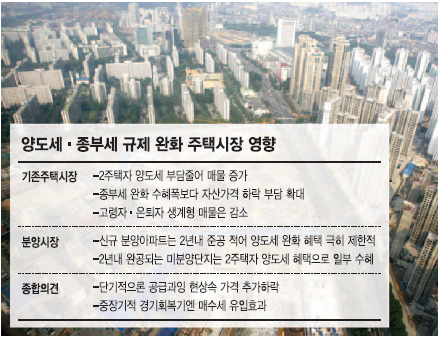 양도세·종부세 규제 완화 주택시장 영향
기존주택시장 -2주택자 양도세 부담줄어 매물 증가
-종부세 완화 수혜폭보다 자산가격 하락 부담 확대
-고령자·은퇴자 생계형 매물은 감소
분양시장 -신규 분양아파트는 2년내 준공 적어 양도세 완화 혜택 극히 제한적
-2년내 완공되는 미분양단지는 2주택자 양도세 혜택으로 일부 수혜
종합의견 -단기적으론 공급과잉 현상속 가격 추가하락
-중장기적 경기회복기엔 매수세 유입효과